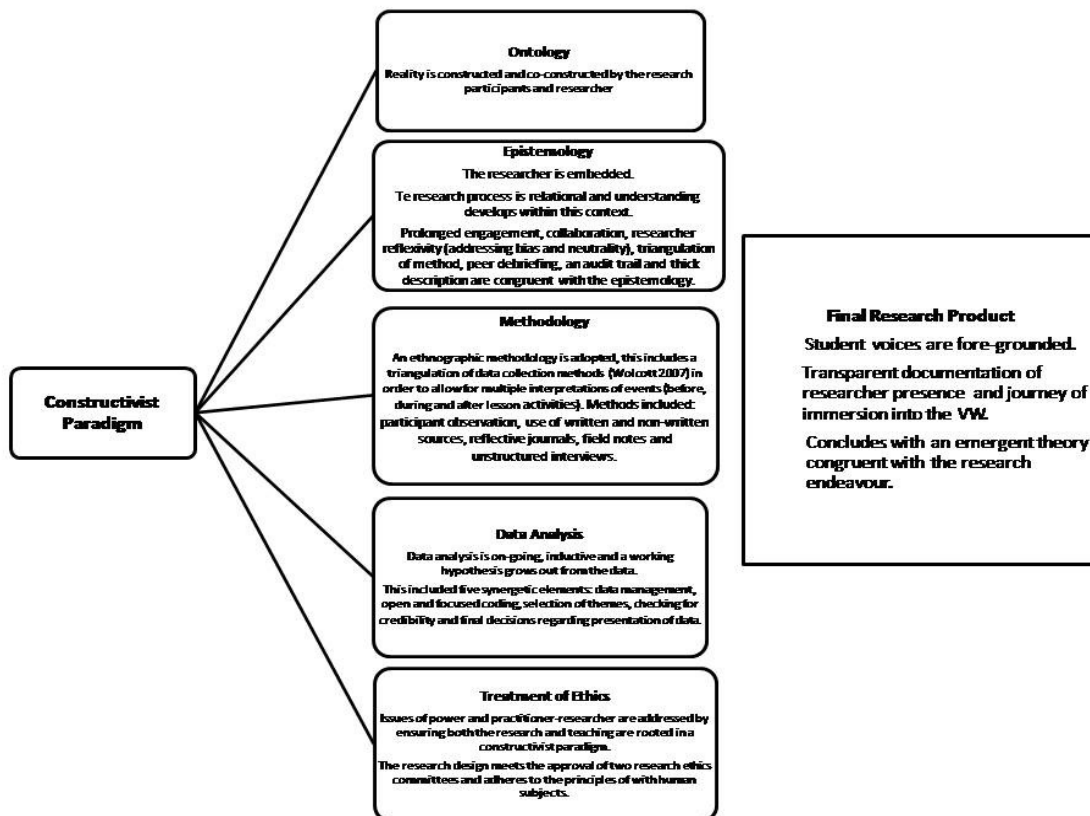 Ontology
Reality is constructed and co-constructed by the research
participants and researcher
Epistemology
The researcher is embedded.
Te research process is relational and understanding
develops within this context.
Prolonged engagement, collaboration, researcher
reflexivity (addressing bias and neutrality), triangulation
of method, peer debriefing, an audit trail and thick
description are congruent with the epistemology.
Methodology
An ethnographic methodology is adopted, this includes a
triangulation of data collection methods (Wolcott 2007) in
order to allow for multiple interpretations of events (before,
during and after lesson activities). Methods included:
participant observation, use of written and non-written
sources, reflective journals, field notes and
unstructured interviews.
Constructivist
Paradigm
Data Analysis
Data analysis is on-going, inductive and a working
hypothesis grows out from the data.
This included five synergetic elements: data management,
open and focused coding, selection of themes, checking for
credibility and final decisions regarding presentation of data.
Treatment of Ethics
Issues of power and practitioner-researcher are addressed by
ensuring both the research and teaching are rooted in a
constructivist paradigm.
The research design meets the approval of two research ethics
committees and adheres to the principles of with human
subjects.
Final Research Product
Student voices are fore-grounded.
Transparent documentation of
researcher presence and journey of
immersion into the VW.
Concludes with an emergent theory
congruent with the research
endeavour.